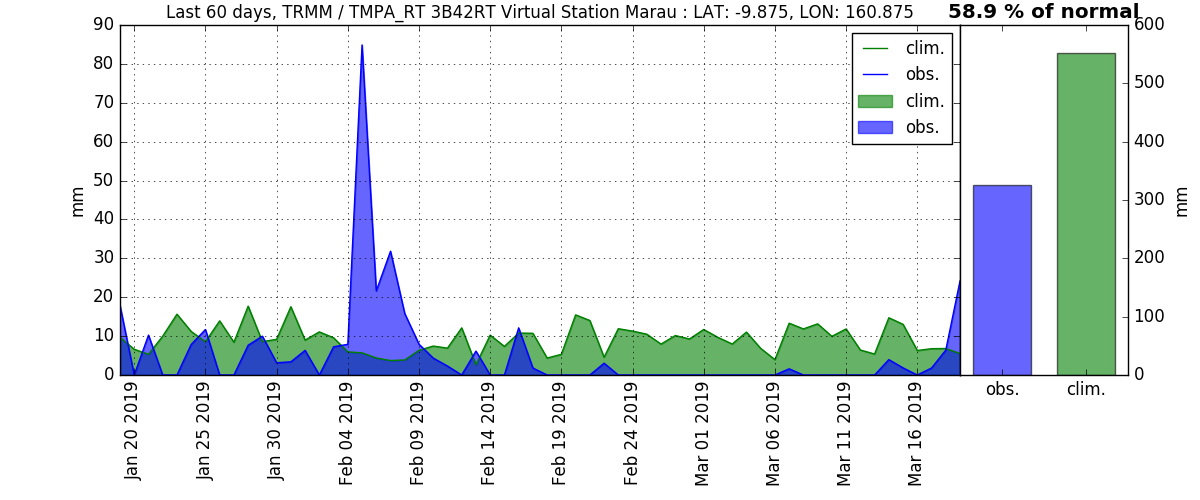 Last 60 days, TRMM / TMPA_RT 3B42RT Virtual Station Marau : LAT: -9.875, LON: 160.875
58.9 % of normal
90
80
70
60
50
40
30
20
10
0
mm
clim.
obs.
clim.
obs.
600
500
400
300
200
100
0
mm
Jan 20 2019
Jan 25 2019
Jan 30 2019
Feb 04 2019
Feb 09 2019
Feb 14 2019
Feb 19 2019
Feb 24 2019
Mar 01 2019
Mar 06 2019
Mar 11 2019
Mar 16 2019
obs.
clim.